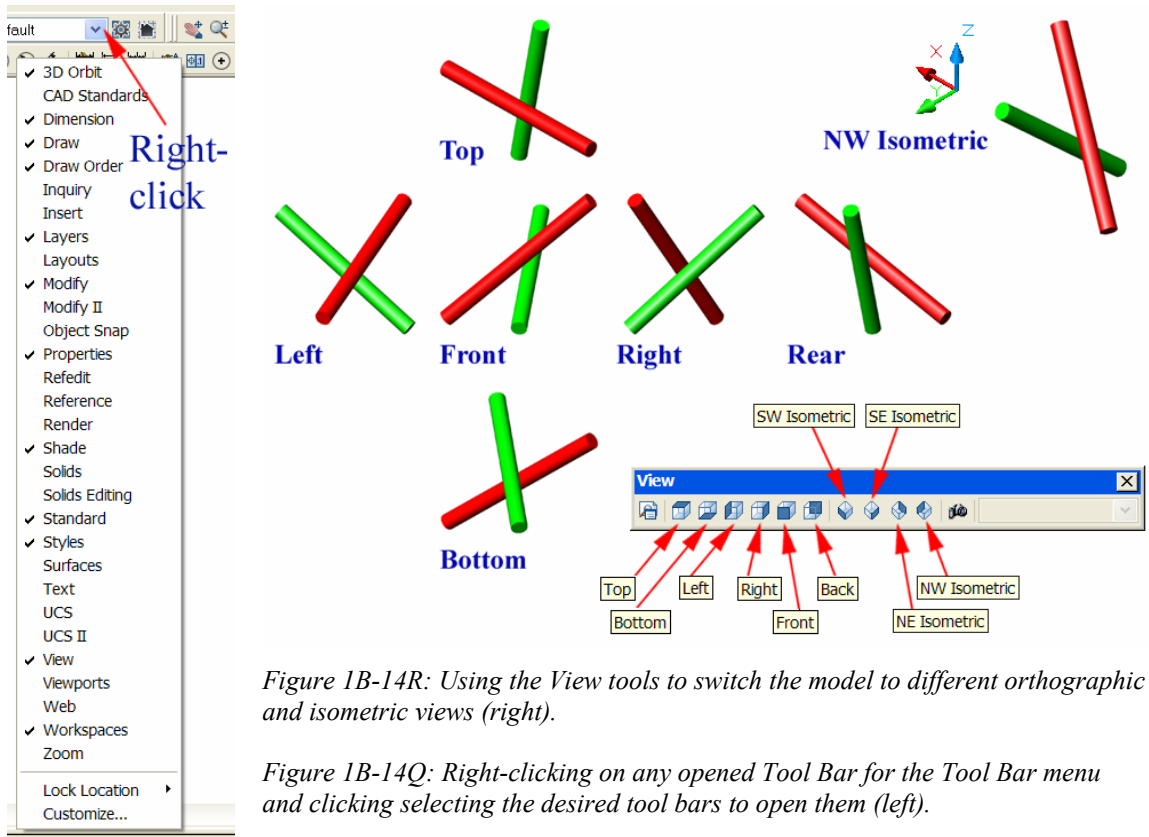 fault
3D Orbit
CAD Standards
Dimension
Draw
Draw Order
Inquiry
Insert
Layers
Layouts
Modify
Modify II
Object Snap
Properties
Refedit
Reference
Render
Shade
Solids
Solids Editing
Standard
Styles
Surfaces
Text
UCS
UCS II
View
Viewports
Web
Workspaces
Zoom
Lock Location
Customize...
Right-
click
Top
X
Y
Z
NW Isometric
Left
Front
Right
Rear
Bottom
SW Isometric
SE Isometric
View
Top
Left
Right
Back
NW Isometric
Bottom
Front
NE Isometric
Figure 1B-14R: Using the View tools to switch the model to different orthographic
and isometric views (right).
Figure 1B-14Q: Right-clicking on any opened Tool Bar for the Tool Bar menu
and clicking selecting the desired tool bars to open them (left).